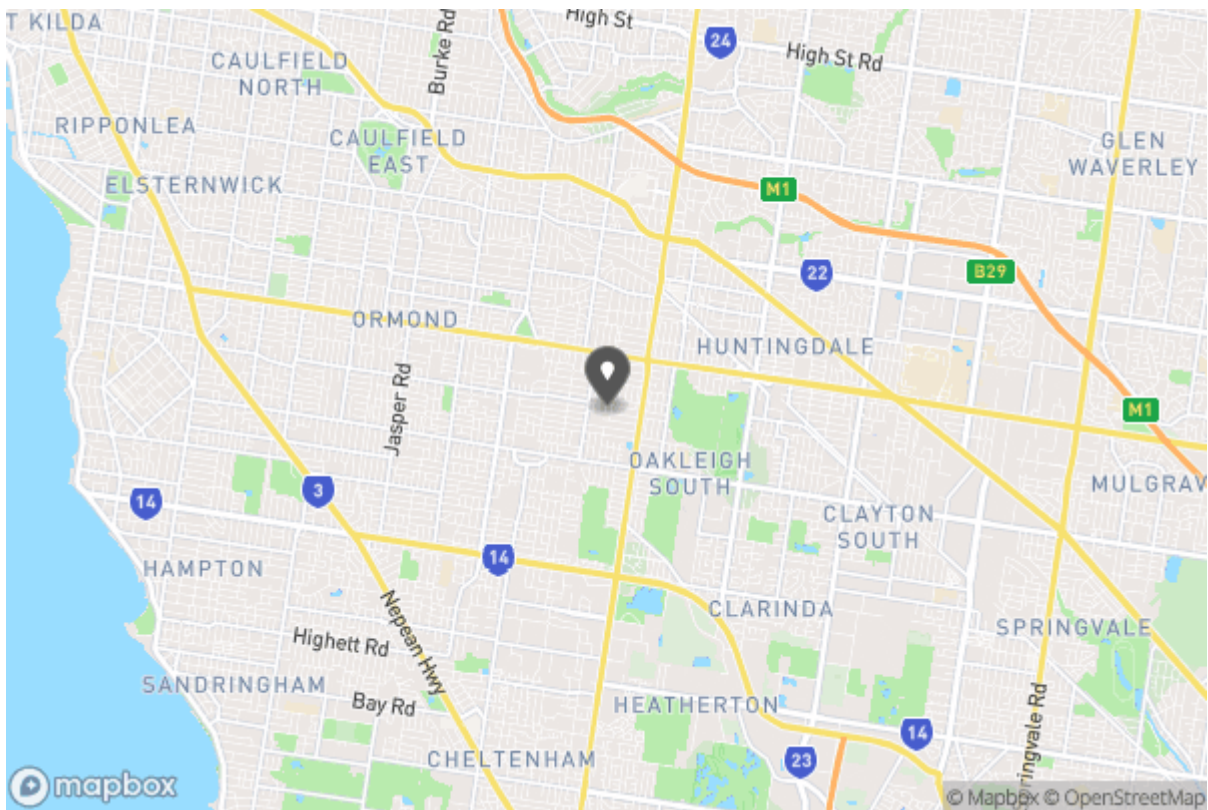 T KILDA
High St
24
High St Rd
CAULFIELD
NORTH
Burke Rd
RIPPONLEA
CAULFIELD
EAST
GLEN
WAVERLEY
ELSTERNWICK
M1
22
B29
ORMOND
HUNTINGDALE
Jasper Rd
M1
OAKLEIGH
SOUTH
MULGRAV
3
14
CLAYTON
SOUTH
14
HAMPTON
CLARINDA
Nepean Hwy
Highett Rd
SPRINGVALE
SANDRINGHAM
Bay Rd
HEATHERTON
14
CHELTENHAM
23
ringvale Rd
mapbox
© Mapbox © OpenStreetMap